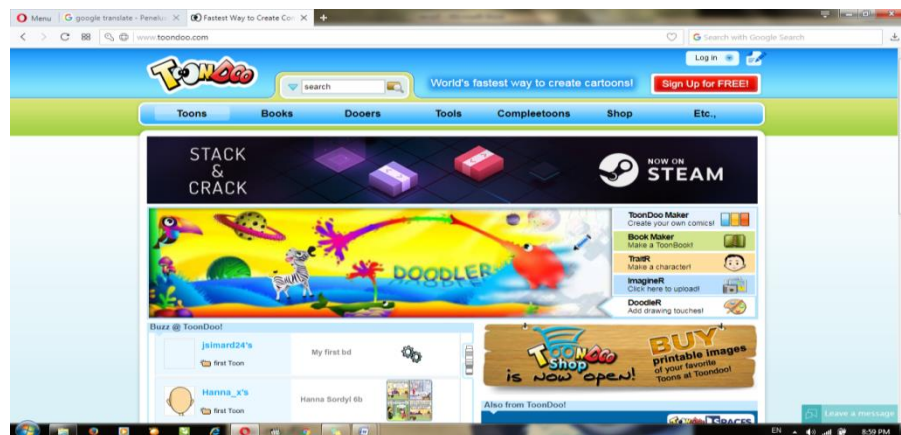 Menu
google translate - Penelu
Fastest Way to Create Co
www.toondoo.com
Search with Google Search
TOONDOO
search
World's fastest way to create cartoons!
Log in
Sign Up for FREE!
Toons Books Dooers Tools Compleetoons Shop Etc.,
STACK
&
CRACK
NOW ON
STEAM
DOODLER
ToonDoo Maker
Create your own comics!
Book Maker
Make a ToonBook!
TraitR
Make a character!
ImagineR
Click here to upload!
DoodleR
Add drawing touches!
Buzz @ ToonDoo!
jsimard24's
first Toon
My first bd
Hanna_x's
first Toon
Hanna Sordyl 6b
TOONDOO
Shop
is now open!
BUY
printable images
of your favorite
Toons at Toondoo!
Also from ToonDoo!
Leave a message
EN
8:59 PM